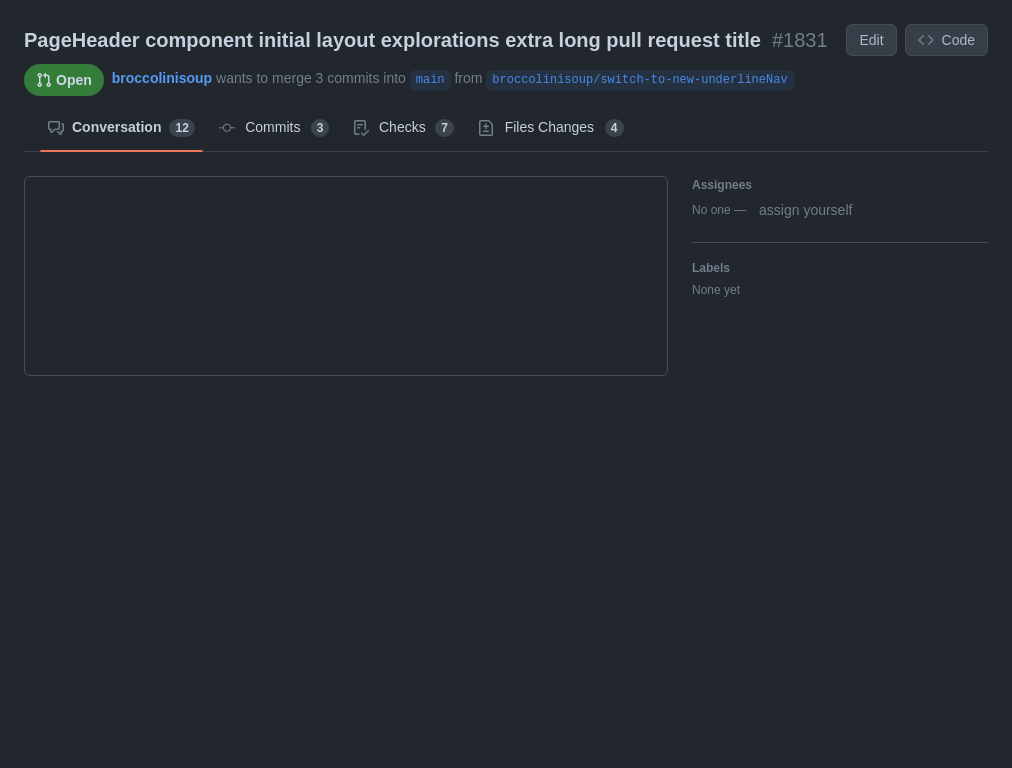 PageHeader component initial layout explorations extra long pull request title #1831 Edit Code
Open broccolinisoup wants to merge 3 commits into main from broccolinisoup/switch-to-new-underlineNav
Conversation 12 Commits 3 Checks 7 Files Changes 4
Assignees
No one — assign yourself
Labels
None yet